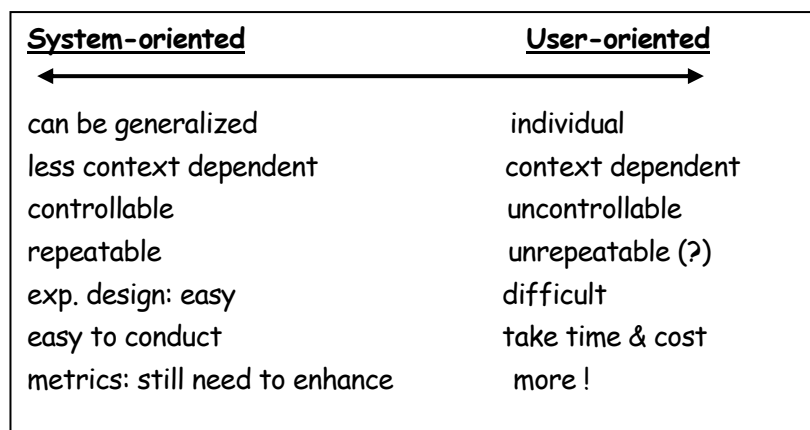 System-oriented User-oriented
can be generalized individual
less context dependent context dependent
controllable uncontrollable
repeatable unrepeatable (?)
exp. design: easy difficult
easy to conduct take time & cost
metrics: still need to enhance more !